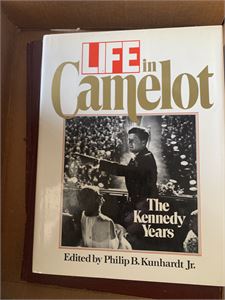 LIFE in
Camelot
The
Kennedy
Years
Edited by Philip B. Kunhardt Jr.